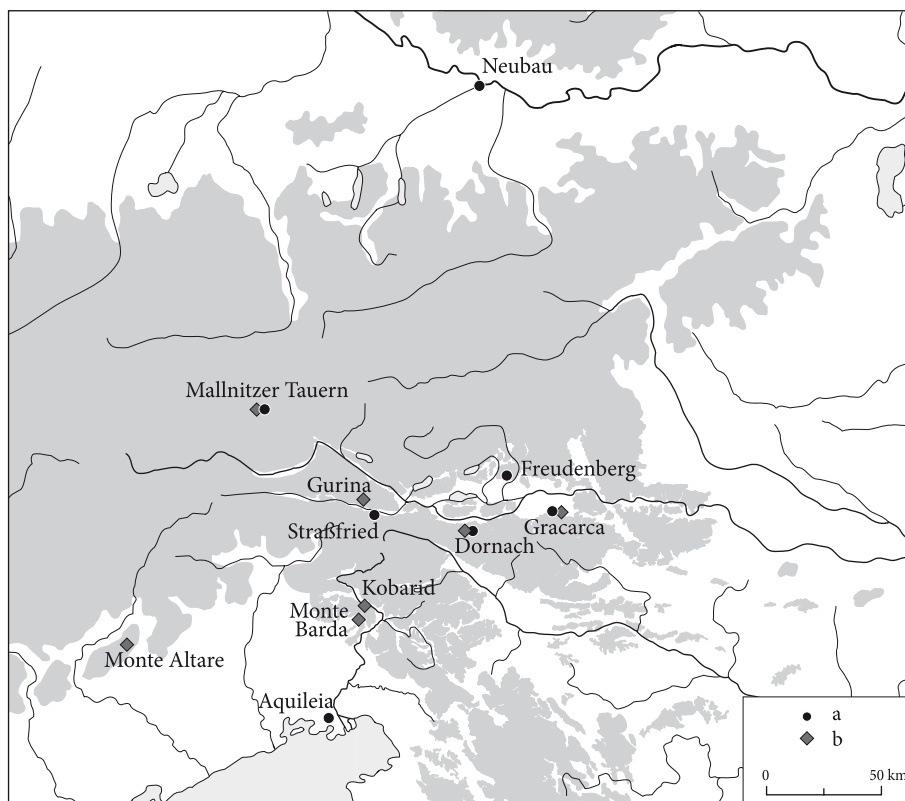 Neubau
Mallnitzer Tauern
Freudenberg
Gurina
Straßfried
Gracarca
Dornach
Kobarid
Monte
Barda
Monte Altare
Aquileia
a
b
0 50 km